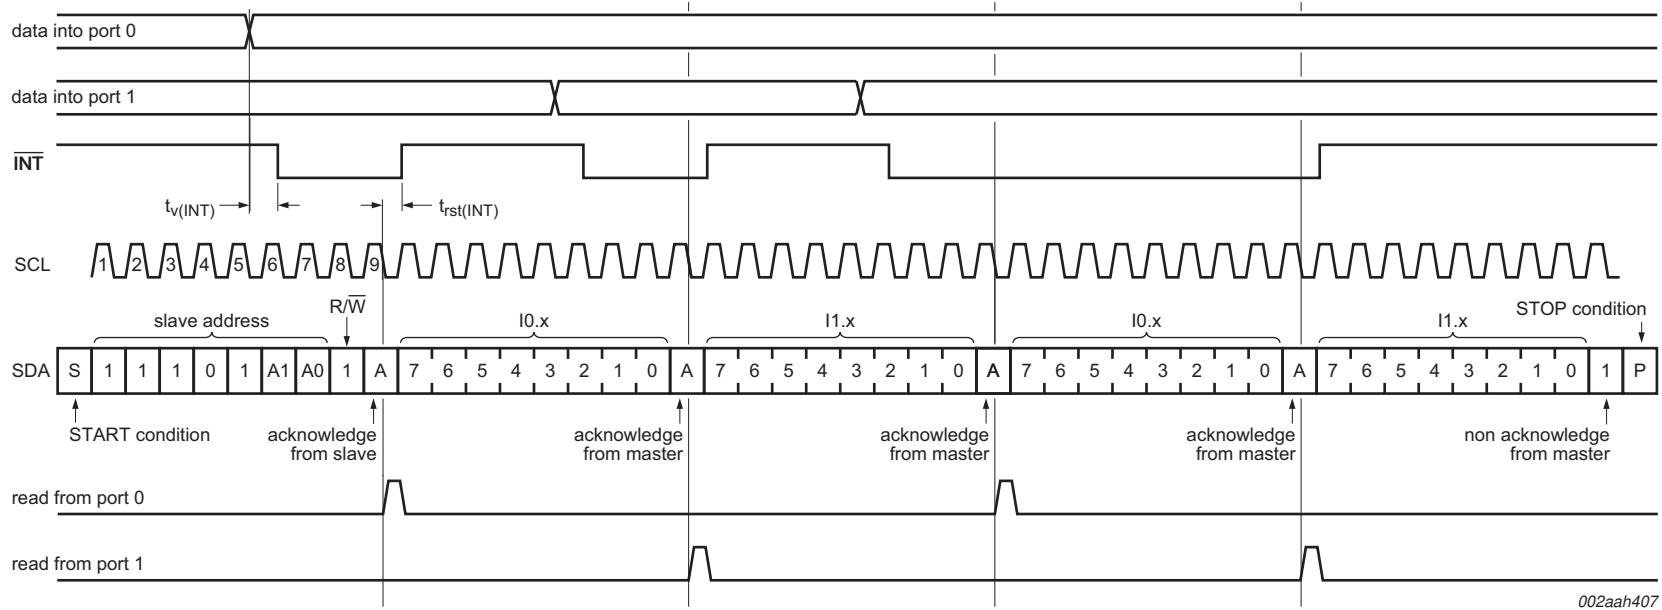 data into port 0
data into port 1
INT
tv(INT)
trst(INT)
SCL
1 2 3 4 5 6 7 8 9
R/W
STOP condition
slave address
I0.x
I1.x
I0.x
I1.x
SDA
S 1 1 1 0 1 A1 A0 1 A 7 6 5 4 3 2 1 0 A 7 6 5 4 3 2 1 0 A 7 6 5 4 3 2 1 0 A 7 6 5 4 3 2 1 0 1 P
START condition
acknowledge
from slave
acknowledge
from master
acknowledge
from master
acknowledge
from master
non acknowledge
from master
read from port 0
read from port 1
002aah407